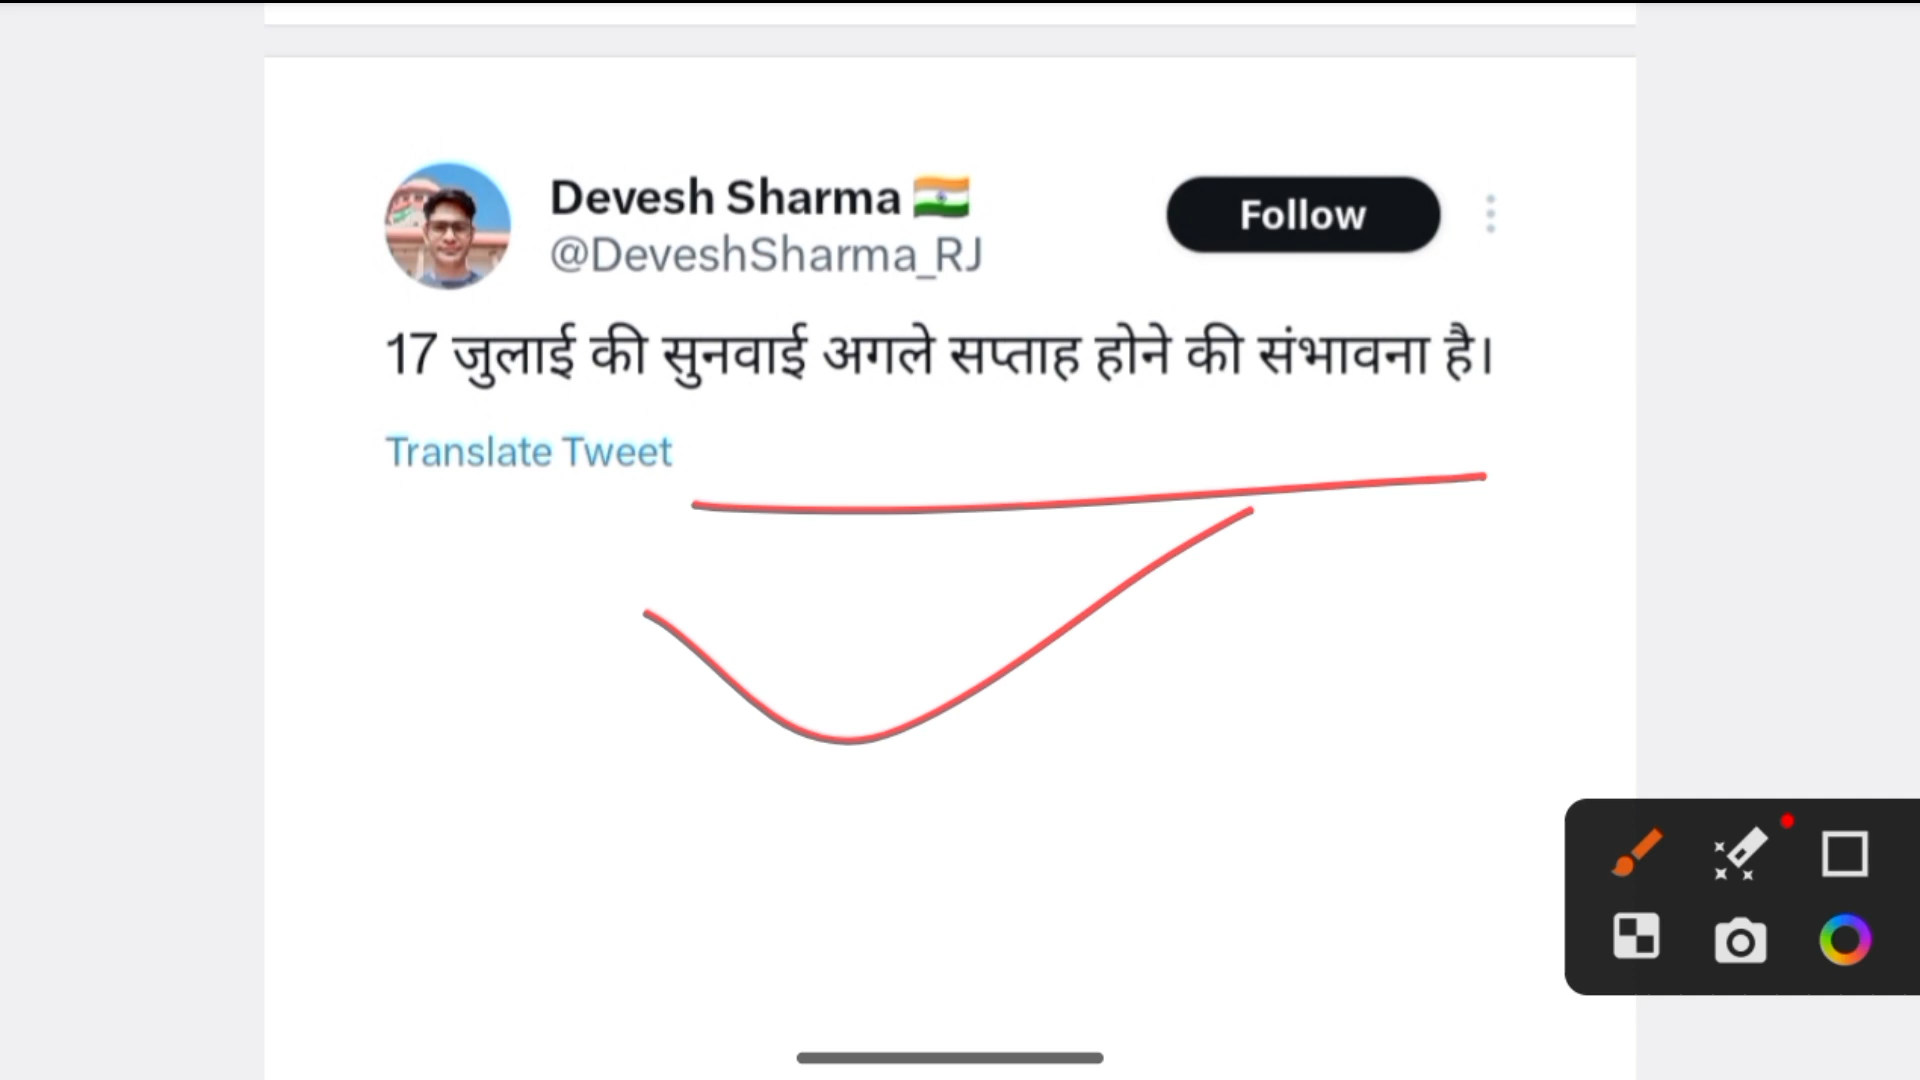 Devesh Sharma 🇮🇳
@DeveshSharma_RJ
Follow
17 जुलाई की सुनवाई अगले सप्ताह होने की संभावना है।
Translate Tweet